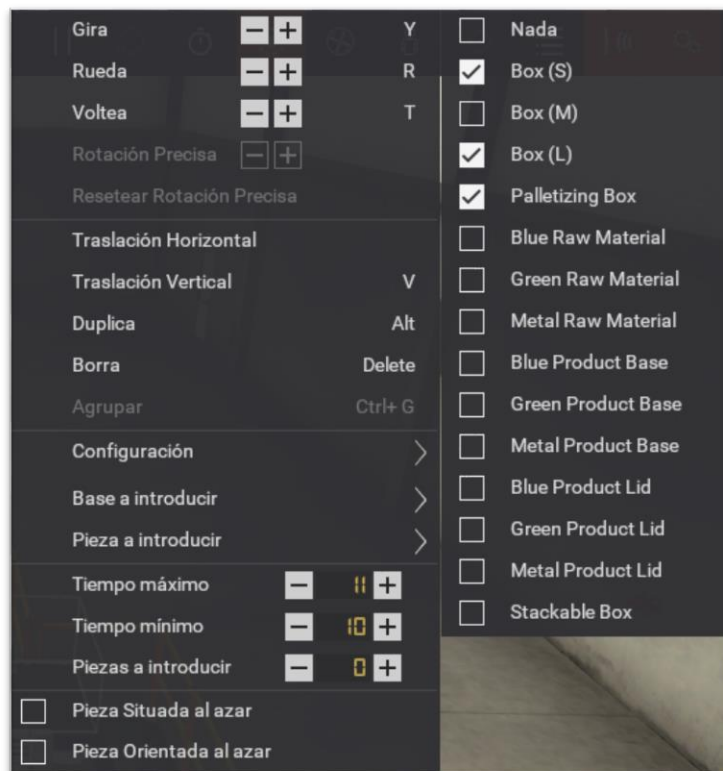 Gira Y
Rueda R
Voltea T
Rotación Precisa
Resetear Rotación Precisa
Traslación Horizontal
Traslación Vertical V
Duplica Alt
Borra Delete
Agrupar Ctrl+ G
Configuración
Base a introducir
Pieza a introducir
Tiempo máximo 11
Tiempo mínimo 10
Piezas a introducir 0
Pieza Situada al azar
Pieza Orientada al azar
Nada
Box (S)
Box (M)
Box (L)
Palletizing Box
Blue Raw Material
Green Raw Material
Metal Raw Material
Blue Product Base
Green Product Base
Metal Product Base
Blue Product Lid
Green Product Lid
Metal Product Lid
Stackable Box